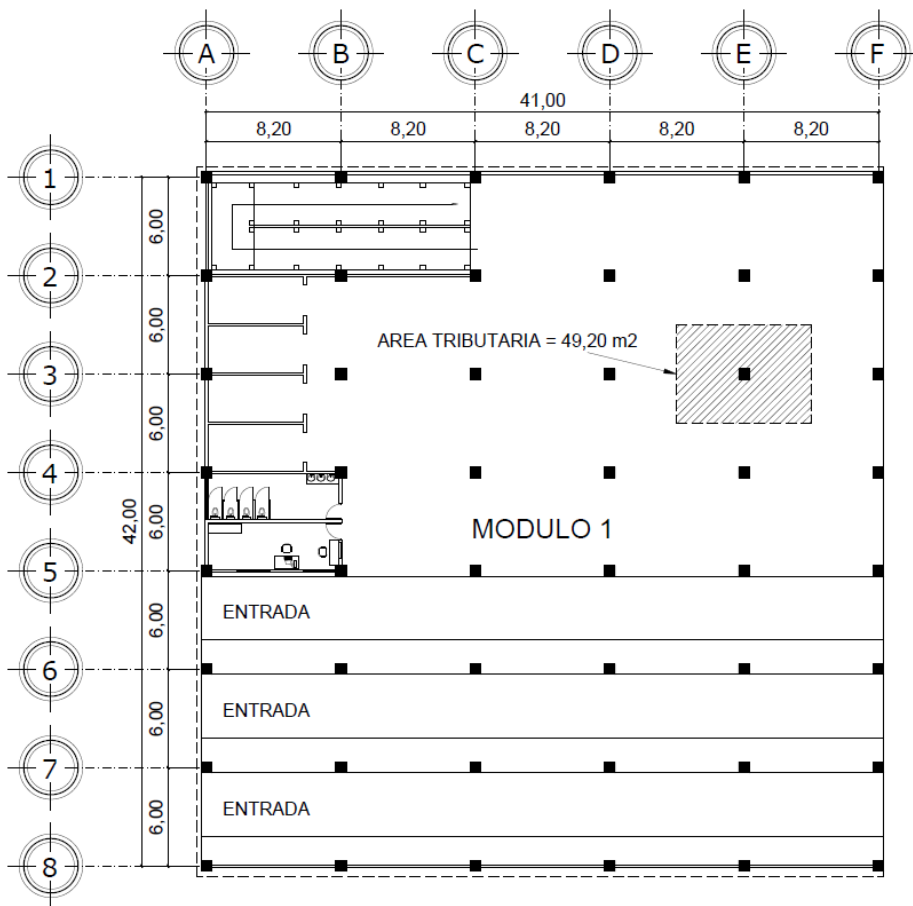 A B C D E F
41,00
8,20 8,20 8,20 8,20 8,20
1
6,00
2
6,00
AREA TRIBUTARIA = 49,20 m2
3
6,00
4
42,00
6,00
MODULO 1
5
6,00
ENTRADA
6
6,00
ENTRADA
7
6,00
ENTRADA
8